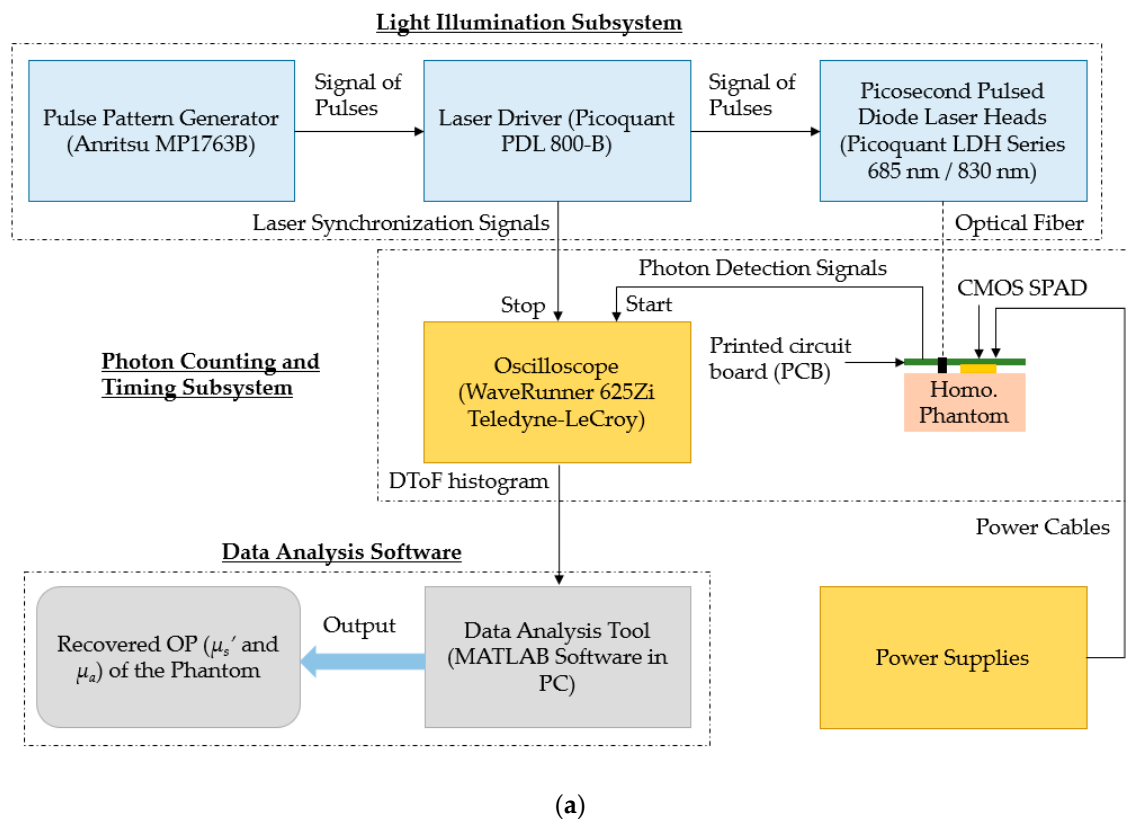 Light Illumination Subsystem
Pulse Pattern Generator
(Anritsu MP1763B)
Signal of
Pulses
Laser Driver (Picoquant
PDL 800-B)
Signal of
Pulses
Picosecond Pulsed
Diode Laser Heads
(Picoquant LDH Series
685 nm / 830 nm)
Laser Synchronization Signals
Optical Fiber
Photon Detection Signals
CMOS SPAD
Stop
Start
Photon Counting and
Timing Subsystem
Oscilloscope
(WaveRunner 625Zi
Teledyne-LeCroy)
Printed circuit
board (PCB)
Homo.
Phantom
DToF histogram
Power Cables
Data Analysis Software
Recovered OP (μs′ and
μa) of the Phantom
Output
Data Analysis Tool
(MATLAB Software in
PC)
Power Supplies
(a)